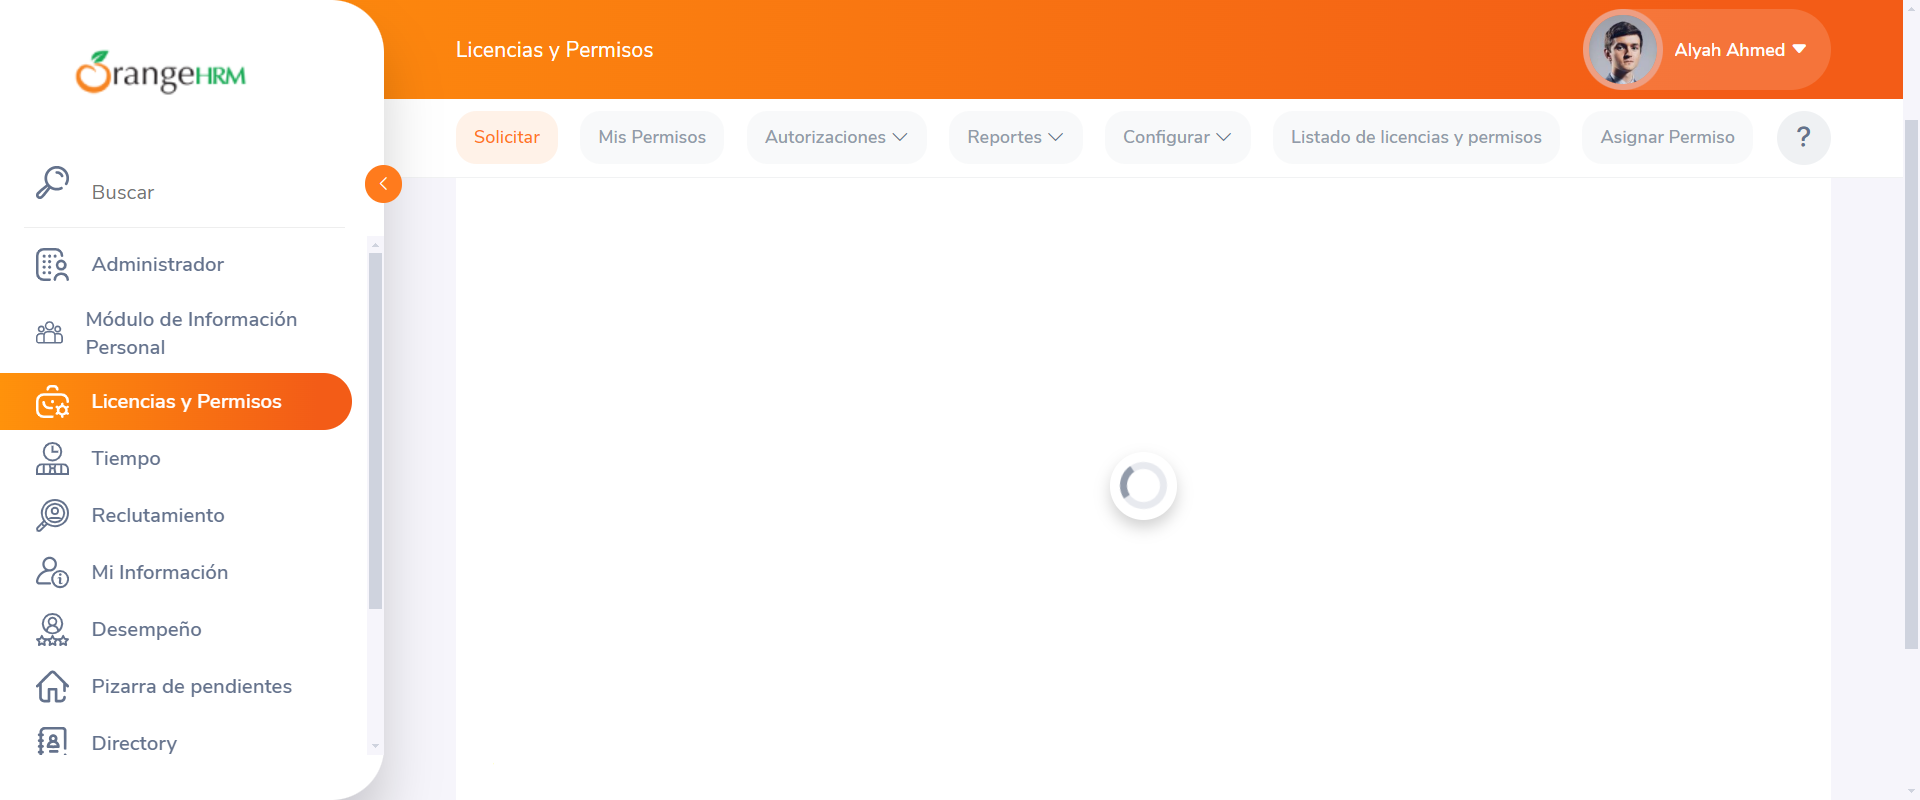 OrangeHRM
Licencias y Permisos
Alyah Ahmed
Solicitar
Mis Permisos
Autorizaciones
Reportes
Configurar
Listado de licencias y permisos
Asignar Permiso
?
Buscar
Administrador
Módulo de Información
Personal
Licencias y Permisos
Tiempo
Reclutamiento
Mi Información
Desempeño
Pizarra de pendientes
Directory